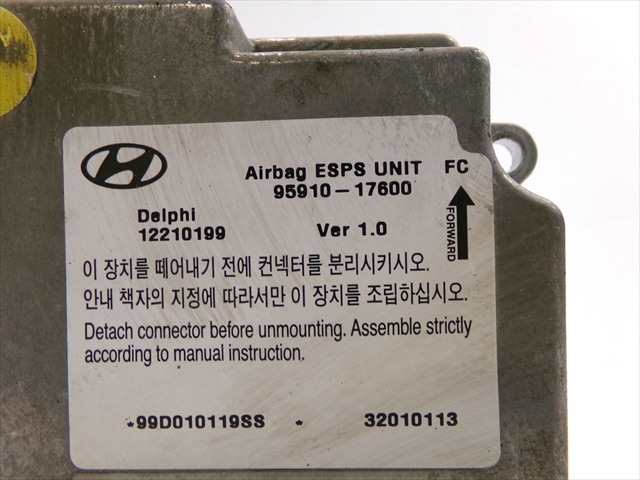 Airbag ESPS UNIT FC
95910-17600
Delphi
12210199 Ver 1.0
FORWARD
이 장치를 떼어내기 전에 컨넥터를 분리시키시오.
안내 책자의 지정에 따라서만 이 장치를 조립하십시오.
Detach connector before unmounting. Assemble strictly
according to manual instruction.
*99D010119SS * 32010113